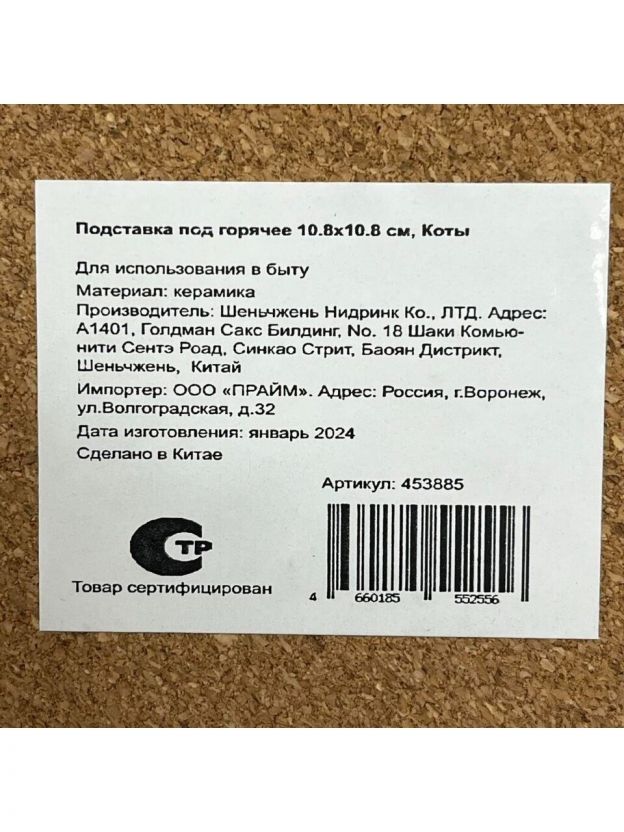 Подставка под горячее 10.8х10.8 см, Коты
Для использования в быту
Материал: керамика
Производитель: Шеньчжень Нидринк Ко., ЛТД. Адрес:
А1401, Голдман Сакс Билдинг, No. 18 Шаки Комью-
нити Сентэ Роад, Синкао Стрит, Баоян Дистрикт,
Шеньчжень, Китай
Импортер: ООО «ПРАЙМ». Адрес: Россия, г.Воронеж,
ул.Волгоградская, д.32
Дата изготовления: январь 2024
Сделано в Китае
Артикул: 453885
СТР
Товар сертифицирован
4 660185 552556